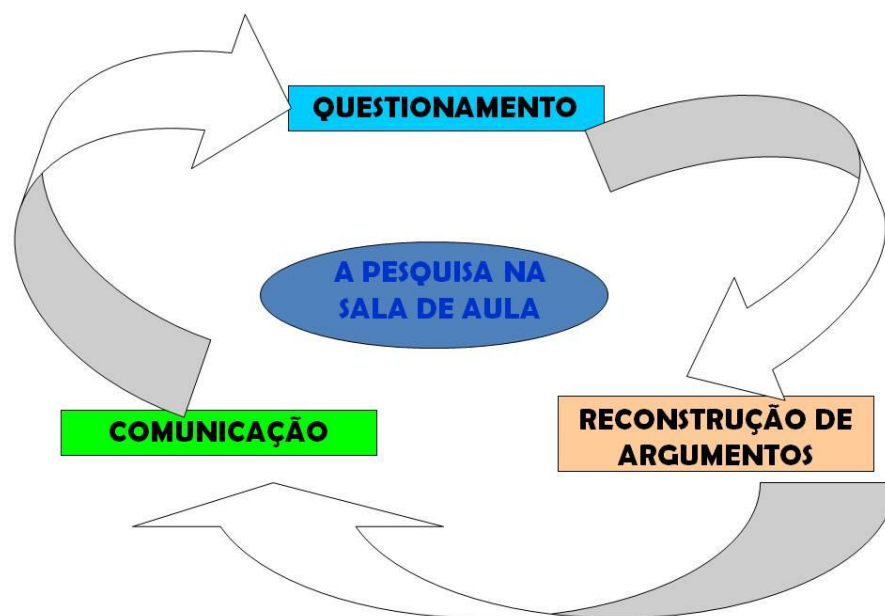 QUESTIONAMENTO
A PESQUISA NA
SALA DE AULA
COMUNICAÇÃO
RECONSTRUÇÃO DE
ARGUMENTOS